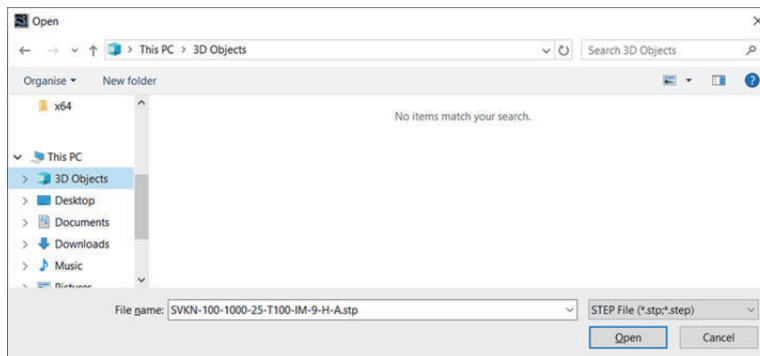 Open
This PC > 3D Objects
Search 3D Objects
Organise
New folder
x64
No items match your search.
This PC
3D Objects
Desktop
Documents
Downloads
Music
Pictures
File name:
SVKN-100-1000-25-T100-IM-9-H-A.stp
STEP File (*.stp;*.step)
Open
Cancel